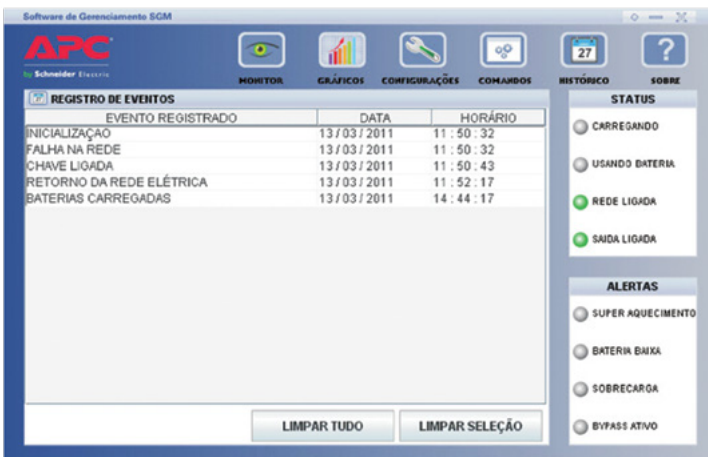 Software de Gerenciamento SGM
APC
by Schneider Electric
MONITOR GRÁFICOS CONFIGURAÇÕES COMANDOS HISTÓRICO SOBRE
27
?
REGISTRO DE EVENTOS
EVENTO REGISTRADO DATA HORÁRIO
INICIALIZAÇAO 13/03/2011 11:50:32
FALHA NA REDE 13/03/2011 11:50:32
CHAVE LIGADA 13/03/2011 11:50:43
RETORNO DA REDE ELÉTRICA 13/03/2011 11:52:17
BATERIAS CARREGADAS 13/03/2011 14:44:17
LIMPAR TUDO LIMPAR SELEÇÃO
STATUS
CARREGANDO
USANDO BATERIA
REDE LIGADA
SAIDA LIGADA
ALERTAS
SUPER AQUECIMENTO
BATERIA BAIXA
SOBRECARGA
BYPASS ATIVO